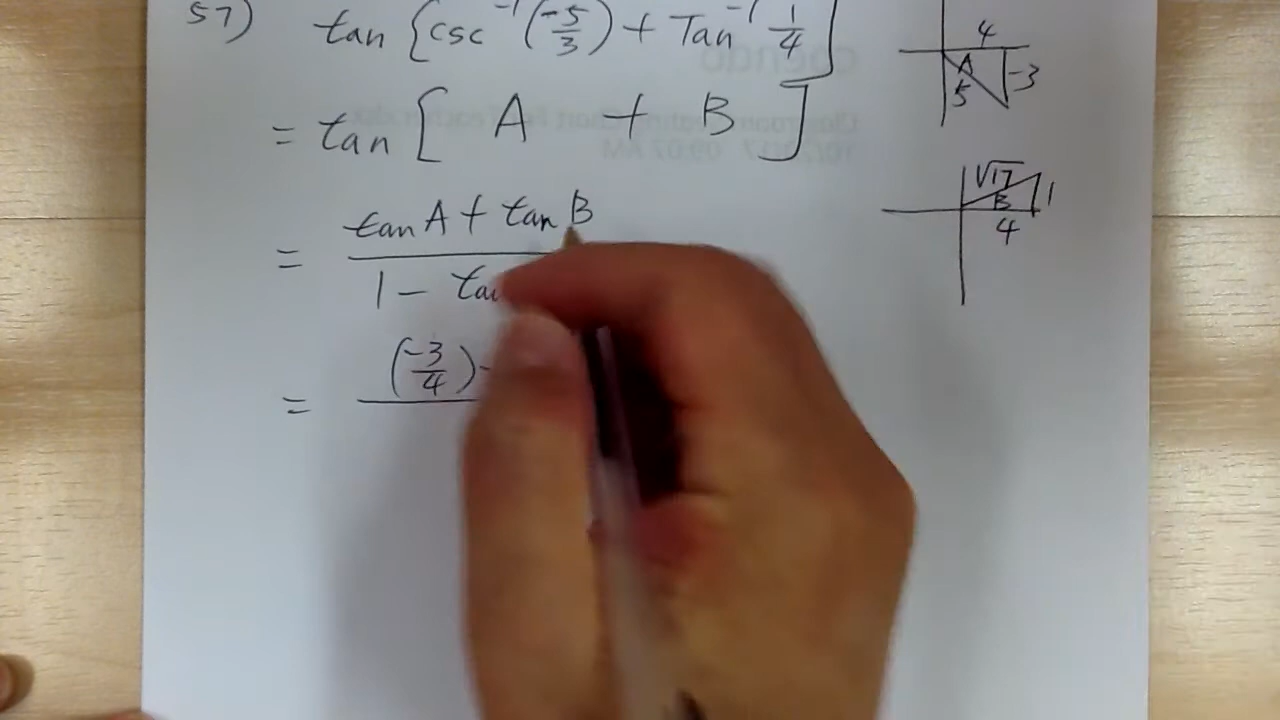 57) tan {csc⁻¹(-5/3) + Tan⁻¹ 1/4]
= tan [ A + B ]
= (tan A + tan B)/(1 - tan
= (-3/4)
4
A
-3
5
√17
B
1
4